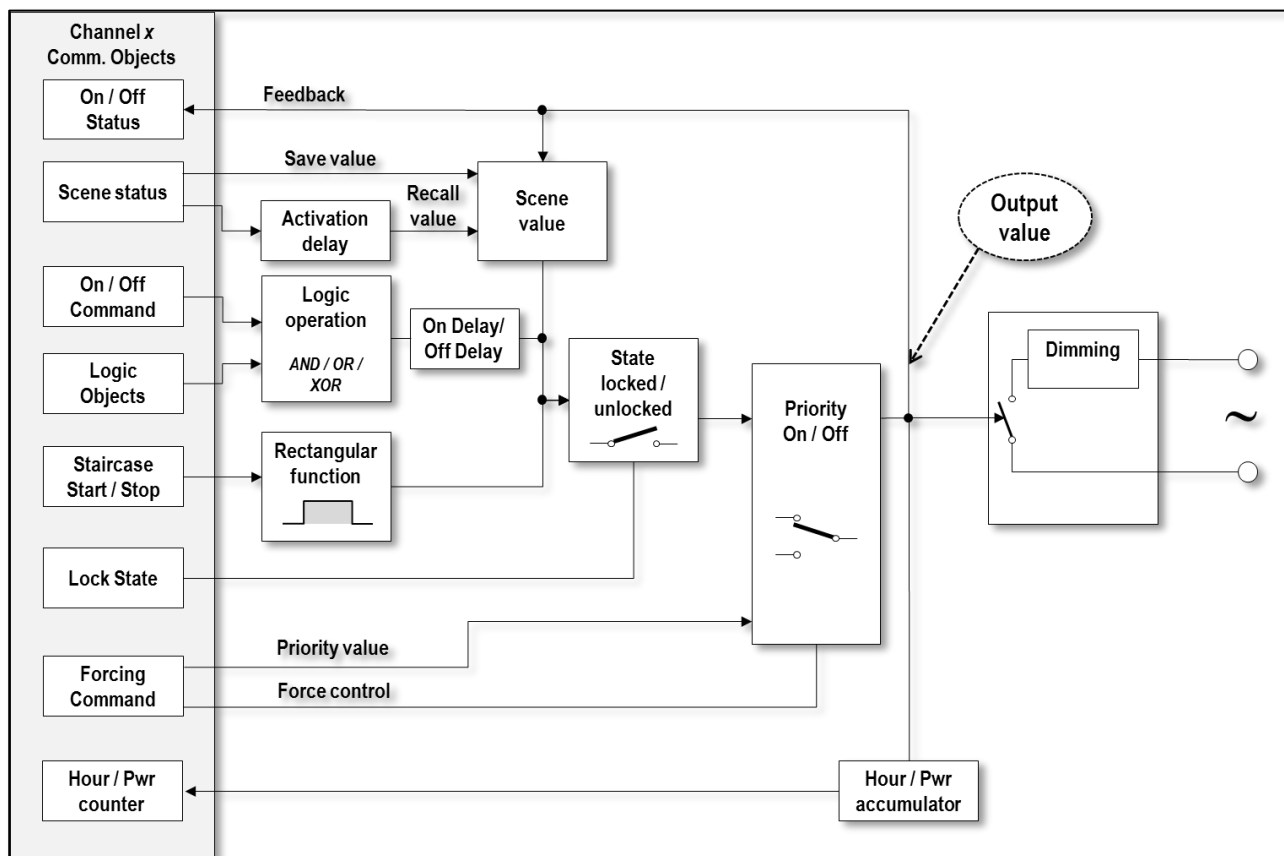 Channel x
Comm. Objects
On / Off
Status
Feedback
Scene status
Save value
Activation
delay
Recall
value
Scene
value
Output
value
On / Off
Command
Logic
operation
AND / OR /
XOR
On Delay/
Off Delay
Logic
Objects
State
locked /
unlocked
Priority
On / Off
Dimming
~
Staircase
Start / Stop
Rectangular
function
Lock State
Forcing
Command
Priority value
Force control
Hour / Pwr
counter
Hour / Pwr
accumulator